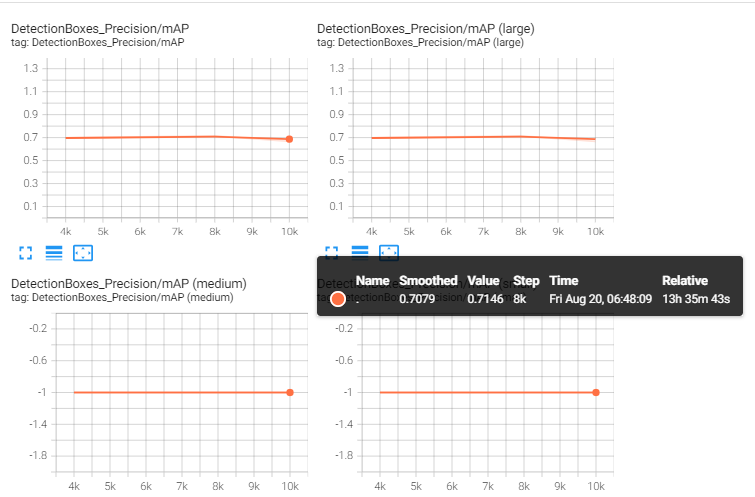 DetectionBoxes_Precision/mAP
tag: DetectionBoxes_Precision/mAP
1.3
1.1
0.9
0.7
0.5
0.3
0.1
4k 5k 6k 7k 8k 9k 10k
DetectionBoxes_Precision/mAP (large)
tag: DetectionBoxes_Precision/mAP (large)
1.3
1.1
0.9
0.7
0.5
0.3
0.1
4k 5k 6k 7k 8k 9k 10k
Name Smoothed Value Step Time Relative
. 0.7079 0.7146 8k Fri Aug 20, 06:48:09 13h 35m 43s
DetectionBoxes_Precision/mAP (medium)
tag: DetectionBoxes_Precision/mAP (medium)
-0.2
-0.6
-1
-1.4
-1.8
4k 5k 6k 7k 8k 9k 10k
-0.2
-0.6
-1
-1.4
-1.8
4k 5k 6k 7k 8k 9k 10k